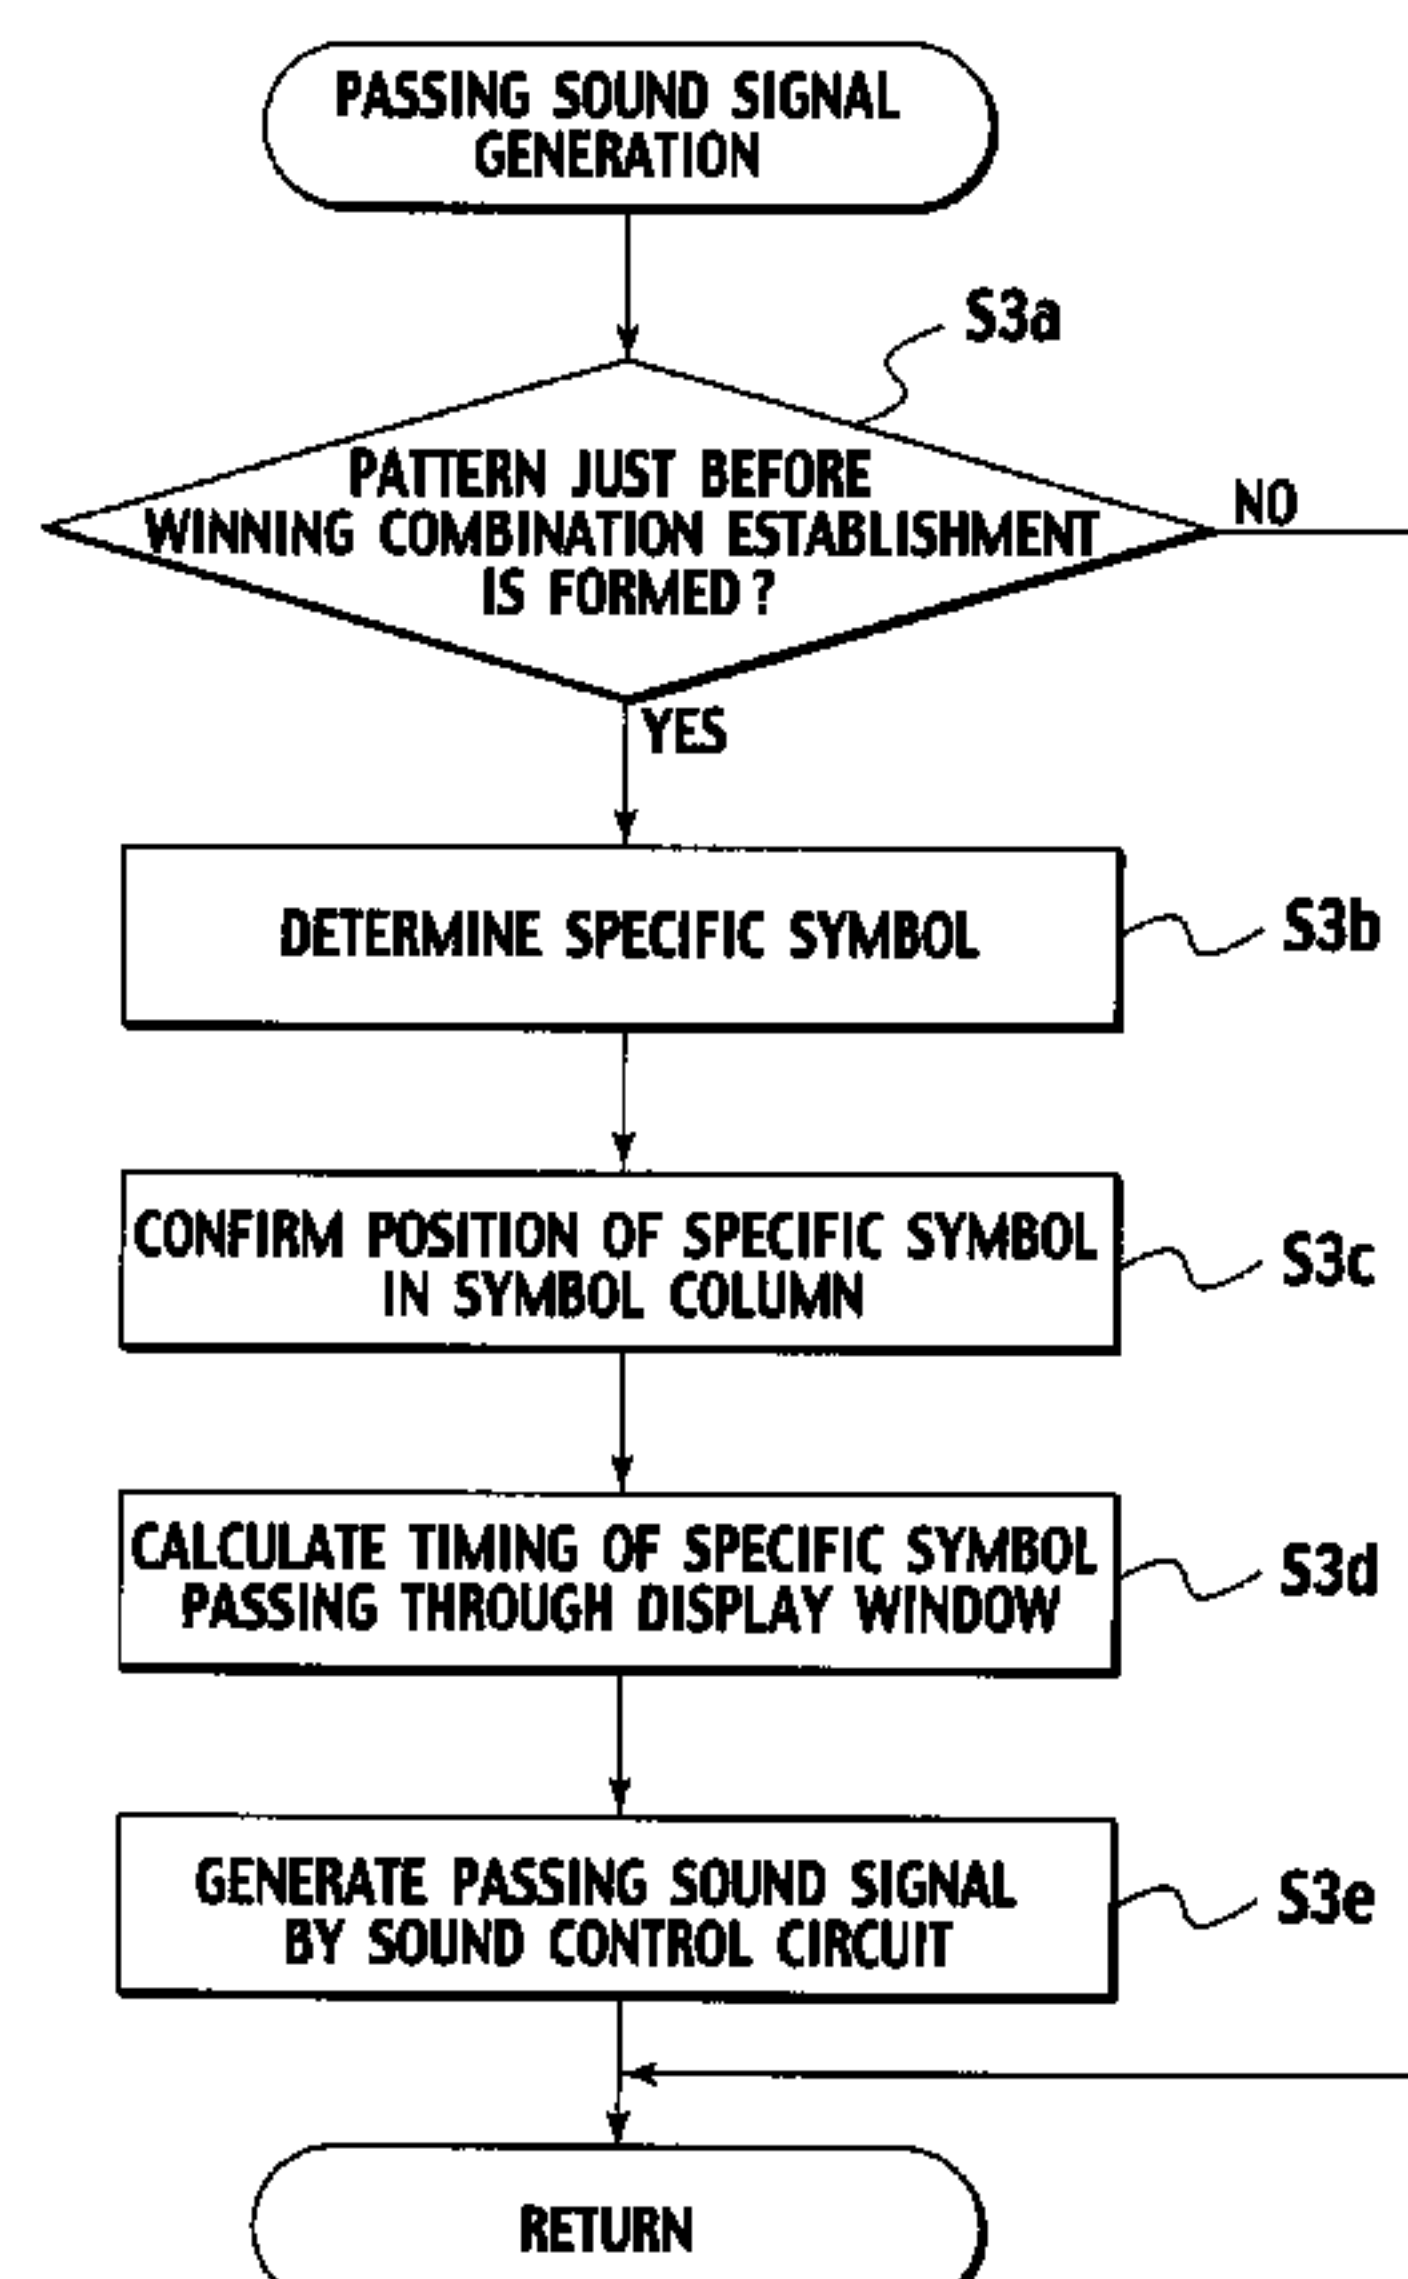 PASSING SOUND SIGNAL
GENERATION
S3a
PATTERN JUST BEFORE
WINNING COMBINATION ESTABLISHMENT
IS FORMED ?
NO
YES
DETERMINE SPECIFIC SYMBOL
S3b
CONFIRM POSITION OF SPECIFIC SYMBOL
IN SYMBOL COLUMN
S3c
CALCULATE TIMING OF SPECIFIC SYMBOL
PASSING THROUGH DISPLAY WINDOW
S3d
GENERATE PASSING SOUND SIGNAL
BY SOUND CONTROL CIRCUIT
S3e
RETURN